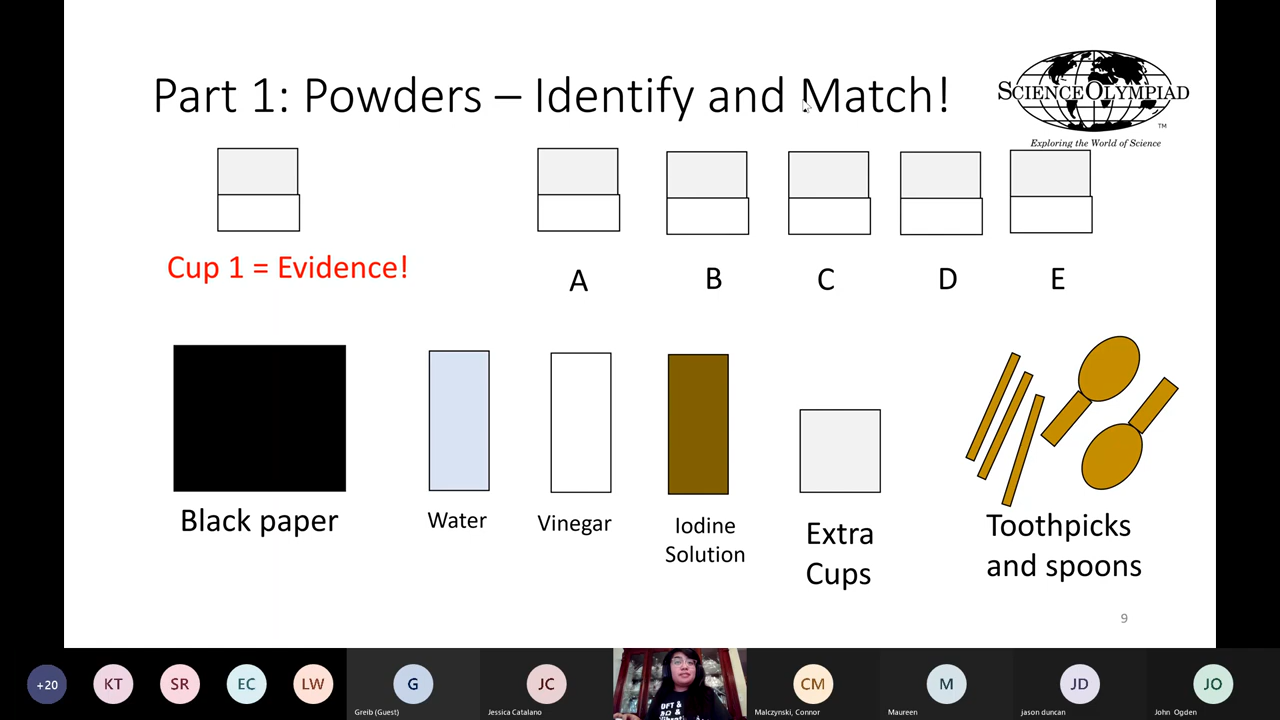 Part 1: Powders – Identify and Match!
SCIENCE OLYMPIAD
TM
Exploring the World of Science
Cup 1 = Evidence!
A
B
C
D
E
Black paper
Water
Vinegar
Iodine
Solution
Extra
Cups
Toothpicks
and spoons
9
+20
KT
SR
EC
LW
G
Greib (Guest)
JC
Jessica Catalano
CM
Malczynski, Connor
M
Maureen
JD
jason duncan
JO
John Ogden